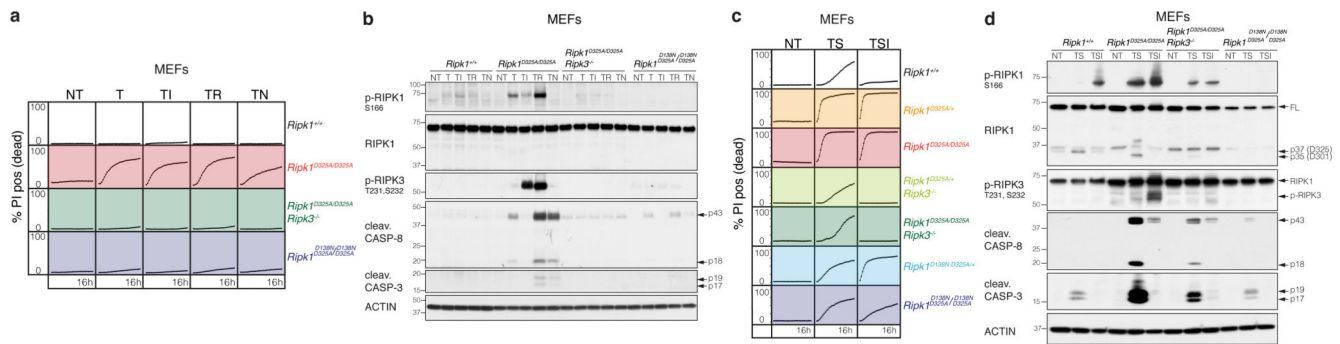 a
MEFs
NT T TI TR TN
% PI pos (dead)
100
0
Ripk1+/+
100
0
Ripk1D325A/D325A
100
0
Ripk1D325A/D325A
Ripk3-/-
100
0
Ripk1D138N,D325A/D138N,D325A
16h 16h 16h 16h 16h
b
MEFs
Ripk1+/+ Ripk1D325A/D325A Ripk1D325A/D325A Ripk3-/- Ripk1D138N,D325A/D138N,D325A
NT T TI TR TN NT T TI TR TN NT T TI TR TN NT T TI TR TN
p-RIPK1
S166
100
75
RIPK1
75
50
37
p-RIPK3
T231,S232
75
50
cleav.
CASP-8
50
37
25
20
15
p43
p18
cleav.
CASP-3
20
15
p19
p17
ACTIN
50
37
c
MEFs
NT TS TSI
% PI pos (dead)
100
0
Ripk1+/+
100
0
Ripk1D325A/+
100
0
Ripk1D325A/D325A
100
0
Ripk1D325A/+
Ripk3-/-
100
0
Ripk1D325A/D325A
Ripk3-/-
100
0
Ripk1D138N D325A/+
100
0
Ripk1D138N,D325A/D138N,D325A
16h 16h 16h
d
MEFs
Ripk1+/+ Ripk1D325A/D325A Ripk1D325A/D325A Ripk3-/- Ripk1D138N,D325A/D138N,D325A
NT TS TSI NT TS TSI NT TS TSI NT TS TSI
p-RIPK1
S166
75
RIPK1
75
50
37
FL
p37 (D325)
p35 (D301)
p-RIPK3
T231, S232
75
50
RIPK1
p-RIPK3
cleav.
CASP-8
50
37
25
20
p43
p18
cleav.
CASP-3
15
p19
p17
ACTIN
37